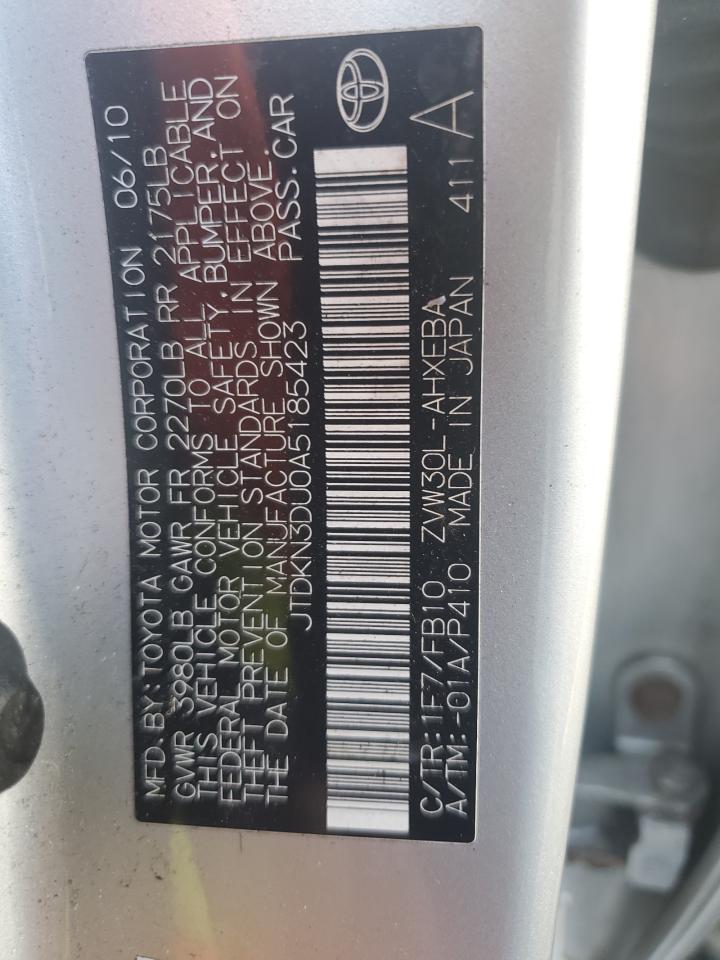 MFD. BY: TOYOTA MOTOR CORPORATION 06/10
GVWR 3980LB GAWR FR 2270LB RR 2175LB
THIS VEHICLE CONFORMS TO ALL APPLICABLE
FEDERAL MOTOR VEHICLE SAFETY, BUMPER, AND
THEFT PREVENTION STANDARDS IN EFFECT ON
THE DATE OF MANUFACTURE SHOWN ABOVE.
JTDKN3DU0A5185423 PASS. CAR
C/TR: 1F7/FB10 ZVW30L-AHXEBA
A/TM: -01A/P410 MADE IN JAPAN 411 A